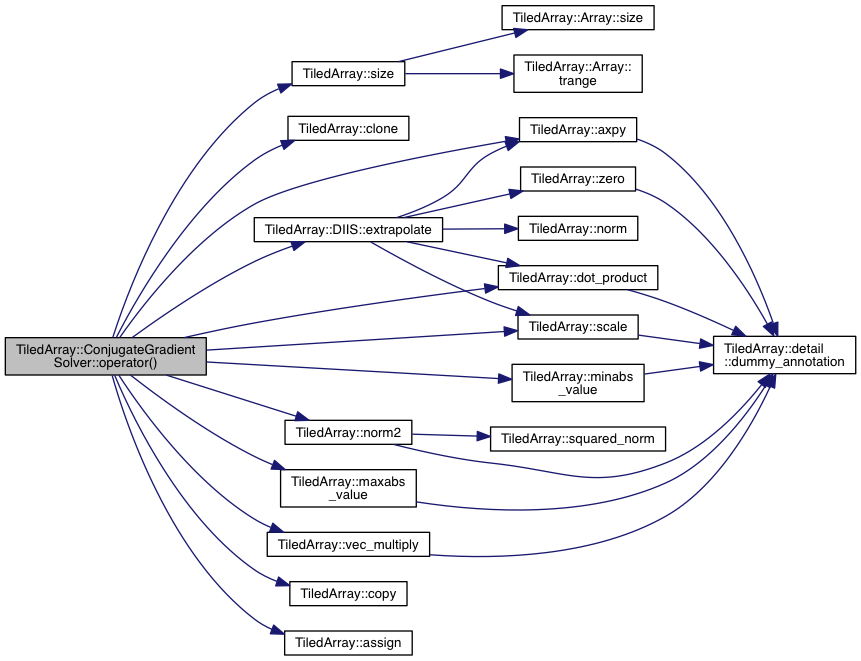 TiledArray::Array::size
TiledArray::size
TiledArray::Array::
trange
TiledArray::clone
TiledArray::axpy
TiledArray::zero
TiledArray::DIIS::extrapolate
TiledArray::norm
TiledArray::dot_product
TiledArray::scale
TiledArray::ConjugateGradient
Solver::operator()
TiledArray::detail
::dummy_annotation
TiledArray::minabs
_value
TiledArray::norm2
TiledArray::squared_norm
TiledArray::maxabs
_value
TiledArray::vec_multiply
TiledArray::copy
TiledArray::assign